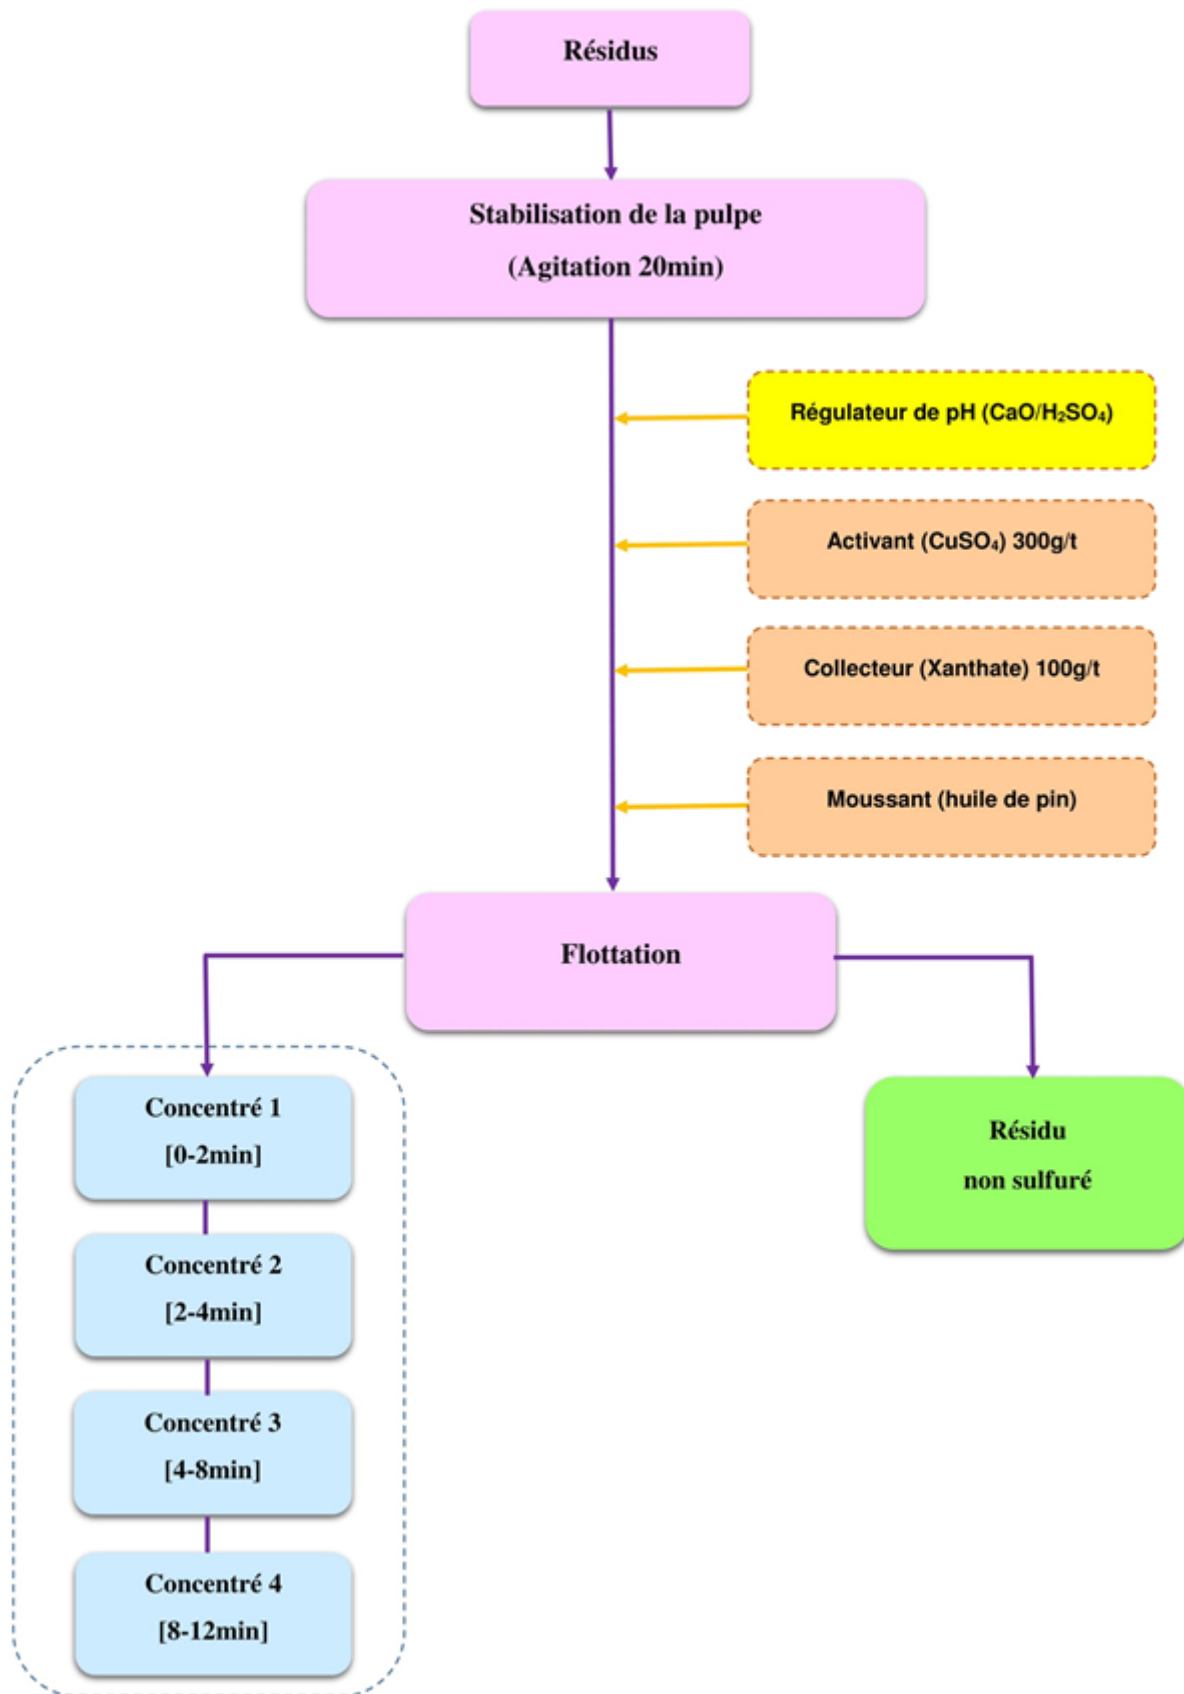 Résidus
Stabilisation de la pulpe
(Agitation 20min)
Régulateur de pH (CaO/H₂SO₄)
Activant (CuSO₄) 300g/t
Collecteur (Xanthate) 100g/t
Moussant (huile de pin)
Flottation
Concentré 1
[0-2min]
Concentré 2
[2-4min]
Concentré 3
[4-8min]
Concentré 4
[8-12min]
Résidu
non sulfuré